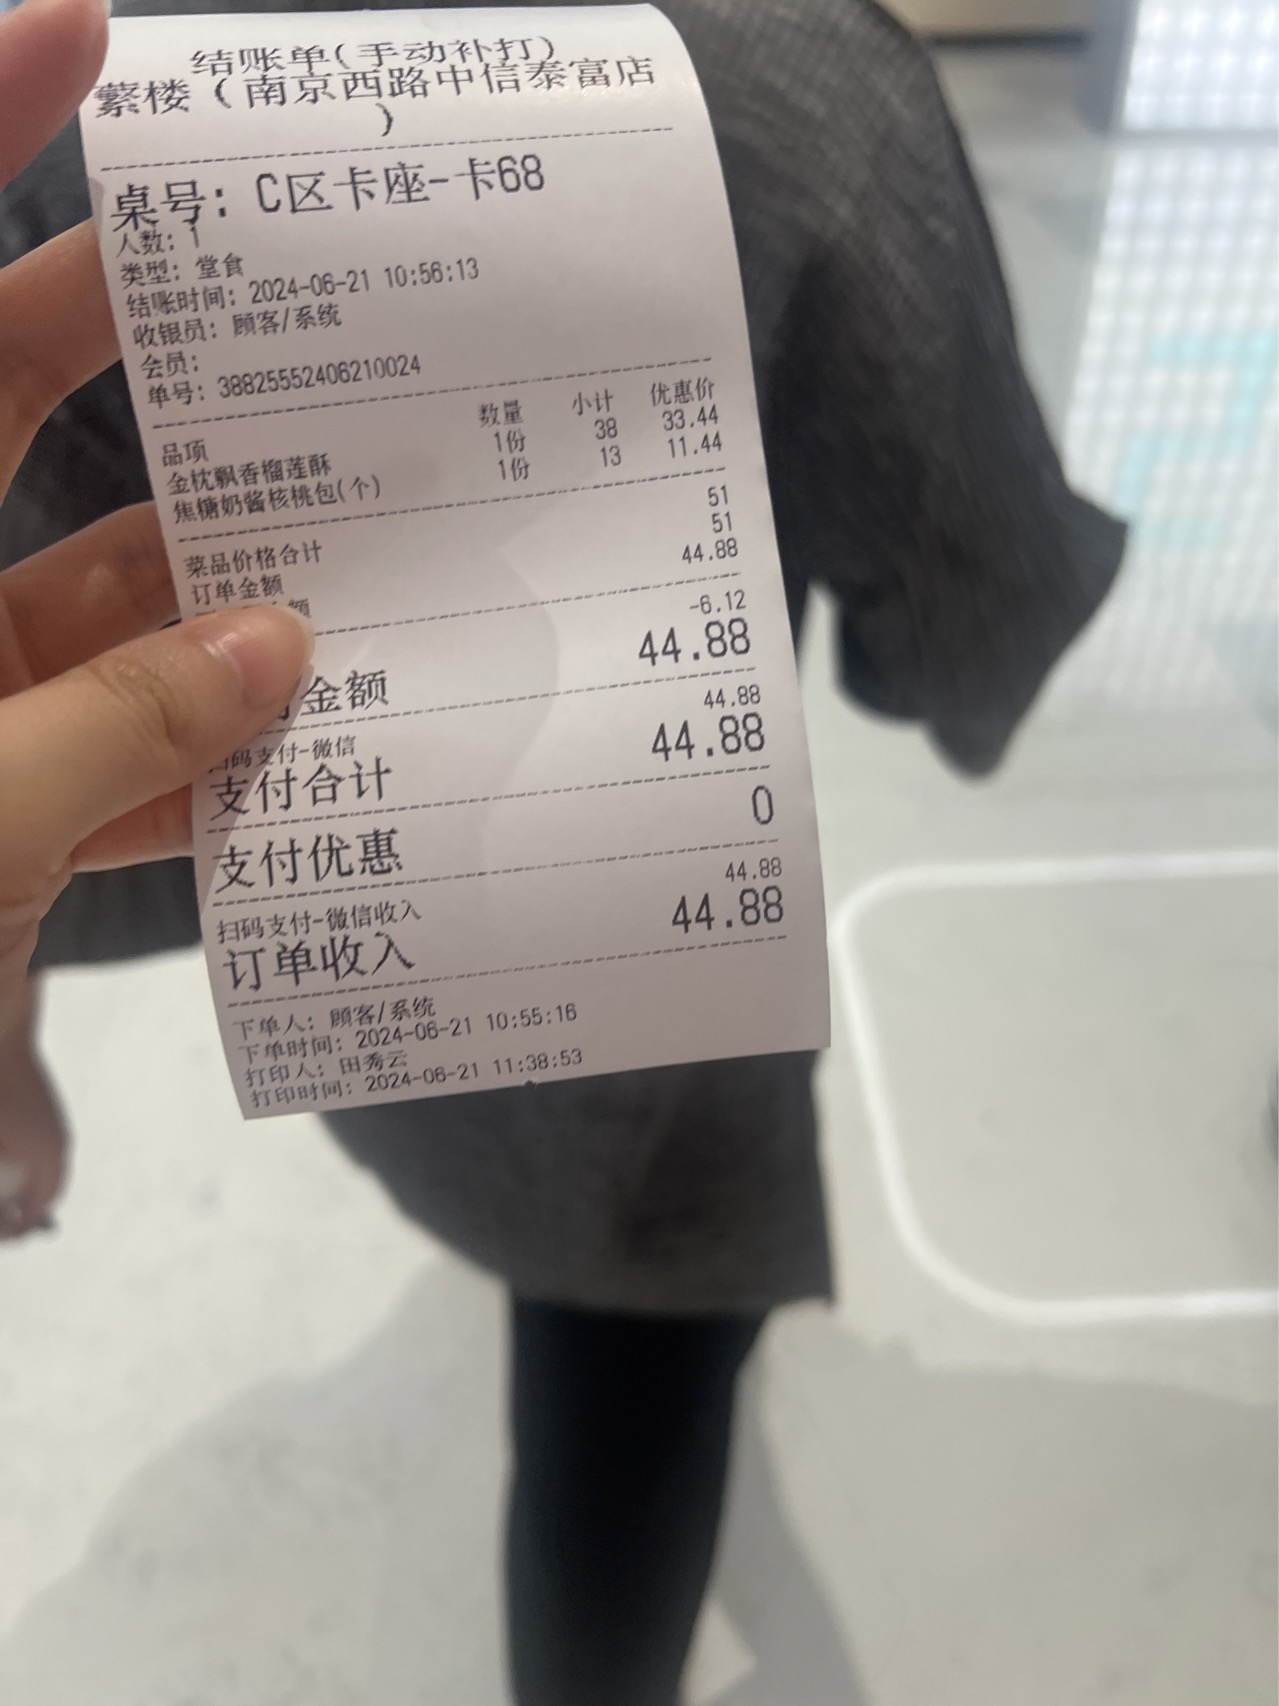 结账单(手动补打)
蘩楼(南京西路中信泰富店
)
桌号: C区卡座-卡68
人数: 1
类型: 堂食
结账时间: 2024-06-21 10:56:13
收银员: 顾客/系统
会员:
单号: 38825552406210024
品项 数量 小计 优惠价
金枕飘香榴莲酥 1份 38 33.44
焦糖奶酱核桃包(个) 1份 13 11.44
菜品价格合计 51
订单金额 51
额 44.88
-6.12
金额 44.88
码支付-微信 44.88
支付合计 44.88
支付优惠 0
扫码支付-微信收入 44.88
订单收入 44.88
下单人: 顾客/系统
下单时间: 2024-06-21 10:55:16
打印人: 田秀云
打印时间: 2024-06-21 11:38:53